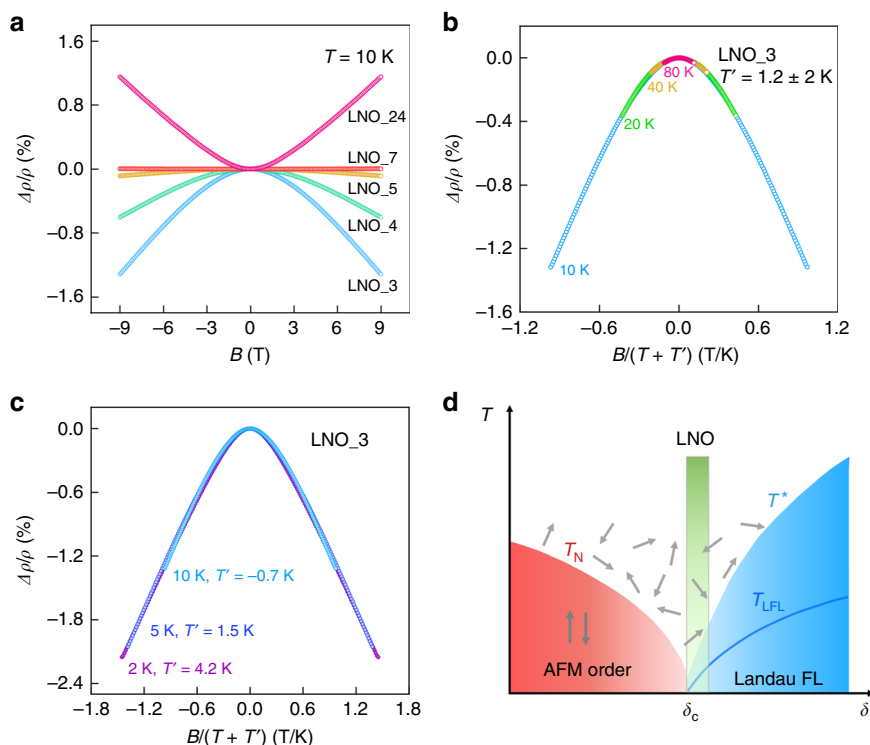 a
1.6
0.8
0.0
−0.8
−1.6
Δρ/ρ (%)
T = 10 K
LNO_24
LNO_7
LNO_5
LNO_4
LNO_3
−9 −6 −3 0 3 6 9
B (T)
b
0.0
−0.4
−0.8
−1.2
−1.6
Δρ/ρ (%)
LNO_3
T′ = 1.2 ± 2 K
80 K
40 K
20 K
10 K
−1.2 −0.6 0.0 0.6 1.2
B/(T + T′) (T/K)
c
0.0
−0.6
−1.2
−1.8
−2.4
Δρ/ρ (%)
LNO_3
10 K, T′ = −0.7 K
5 K, T′ = 1.5 K
2 K, T′ = 4.2 K
−1.8 −1.2 −0.6 0.0 0.6 1.2 1.8
B/(T + T′) (T/K)
d
T
LNO
T*
T_N
T_LFL
AFM order
Landau FL
δ_c
δ